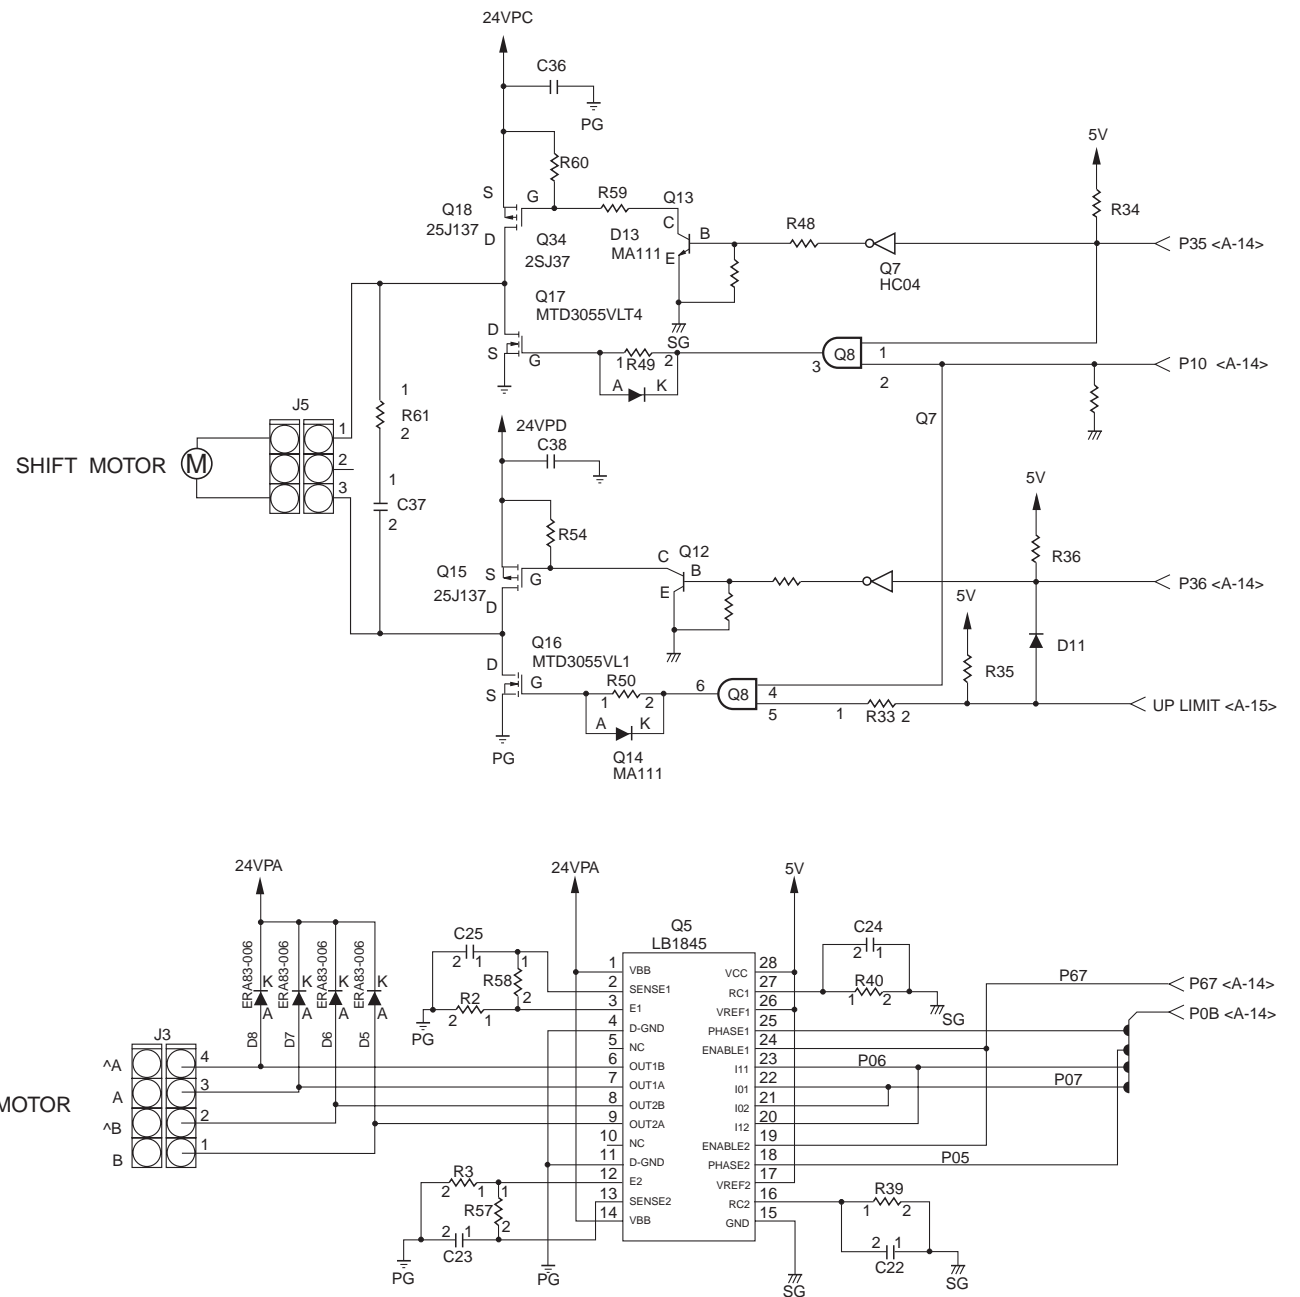 24VPC
C36
PG
5V
R60
S
G
R59
Q13
R34
Q18
25J137
C
B
R48
D
Q34
2SJ37
D13
MA111
E
P35 <A-14>
Q7
HC04
Q17
MTD3055VLT4
SG
D
S
G
1 R49 2
3
Q8
1
2
P10 <A-14>
A
K
Q7
J5
1
R61
2
24VPD
C38
1
2
3
SHIFT MOTOR
M
1
C37
2
5V
R54
R36
Q15
25J137
S
G
D
C
Q12
B
E
P36 <A-14>
5V
D11
R35
Q16
MTD3055VL1
D
G
S
R50
1
2
6
Q8
4
5
1
R33 2
UP LIMIT <A-15>
A
K
PG
Q14
MA111
24VPA
24VPA
5V
Q5
LB1845
C25
2 1
C24
2 1
ERA83-006
ERA83-006
ERA83-006
ERA83-006
K
K
K
K
A
A
A
A
D8
D7
D6
D5
R58
1
2
R2
2 1
PG
R40
1 2
SG
1 VBB
2 SENSE1
3 E1
4 D-GND
5 NC
6 OUT1B
7 OUT1A
8 OUT2B
9 OUT2A
10 NC
11 D-GND
12 E2
13 SENSE2
14 VBB
VCC 28
RC1 27
VREF1 26
PHASE1 25
ENABLE1 24
I11 23
I01 22
I02 21
I12 20
ENABLE2 19
PHASE2 18
VREF2 17
RC2 16
GND 15
P67
P67 <A-14>
P0B <A-14>
P06
P07
P05
J3
^A
4
A
3
^B
2
B
1
MOTOR
R3
2 1
R57
1
2
2 1
C23
PG
PG
R39
1 2
2 1
C22
SG
SG